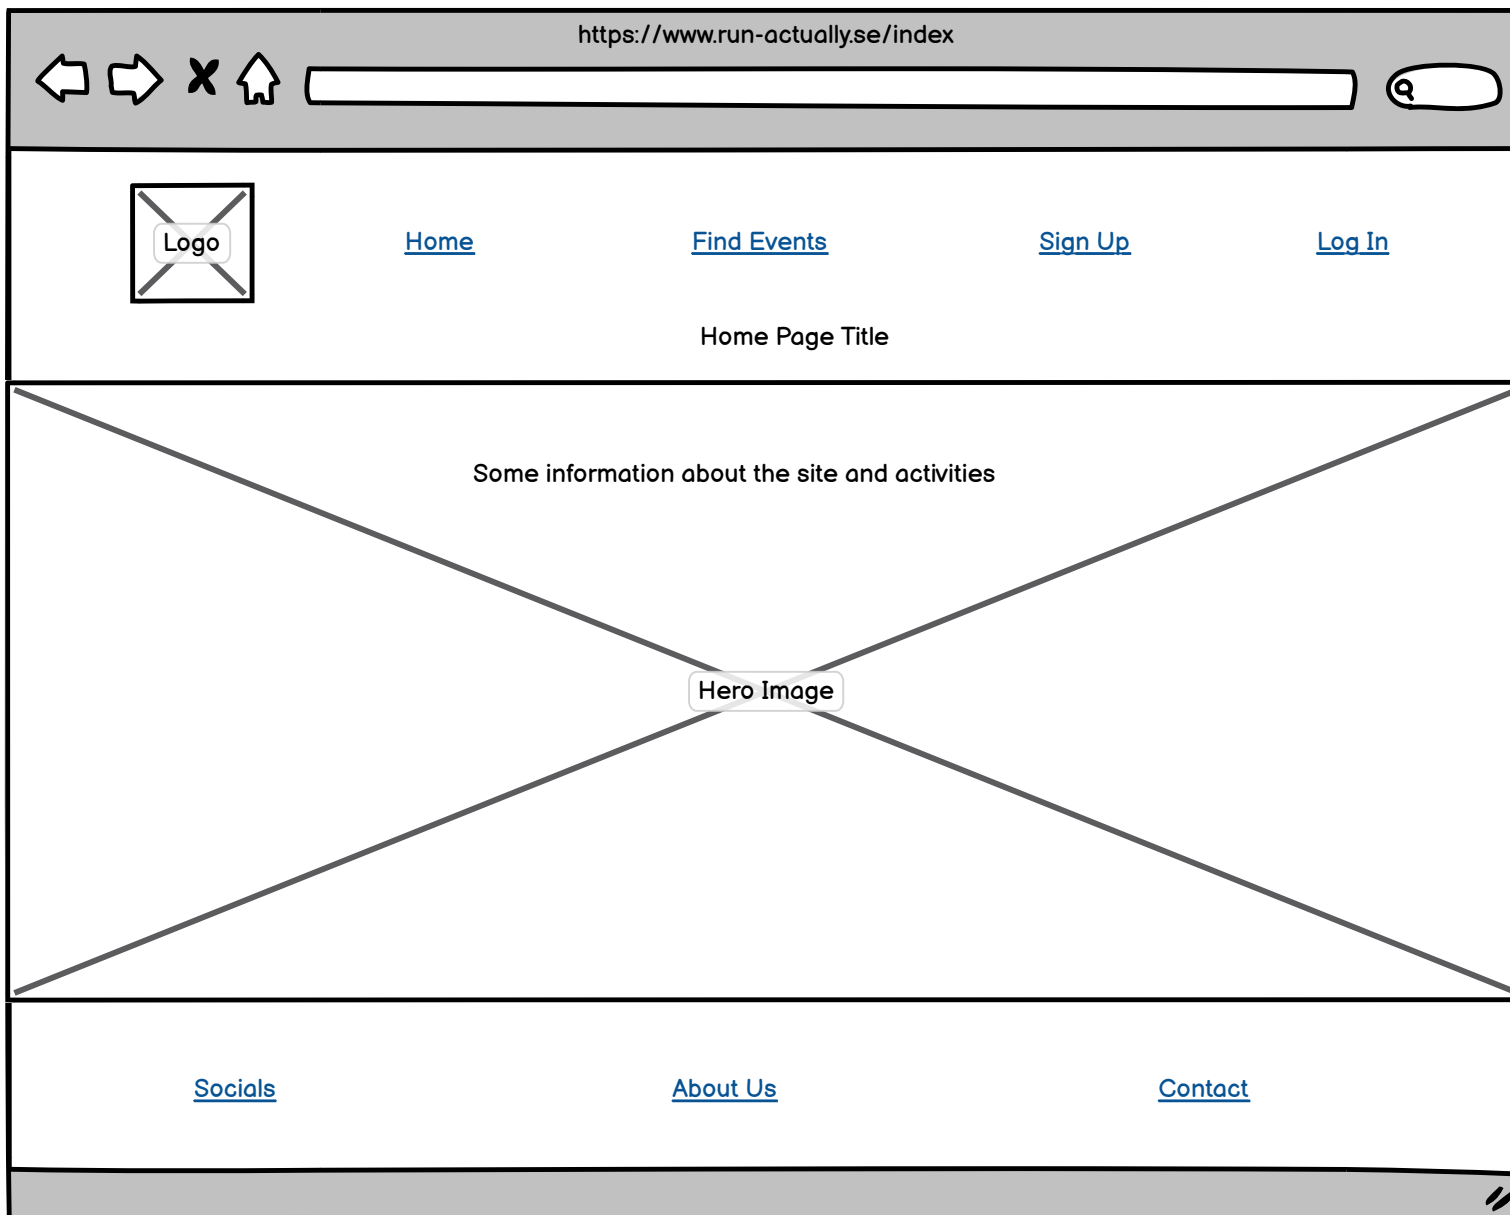 https://www.run-actually.se/index
Logo
Home
Find Events
Sign Up
Log In
Home Page Title
Some information about the site and activities
Hero Image
Socials
About Us
Contact